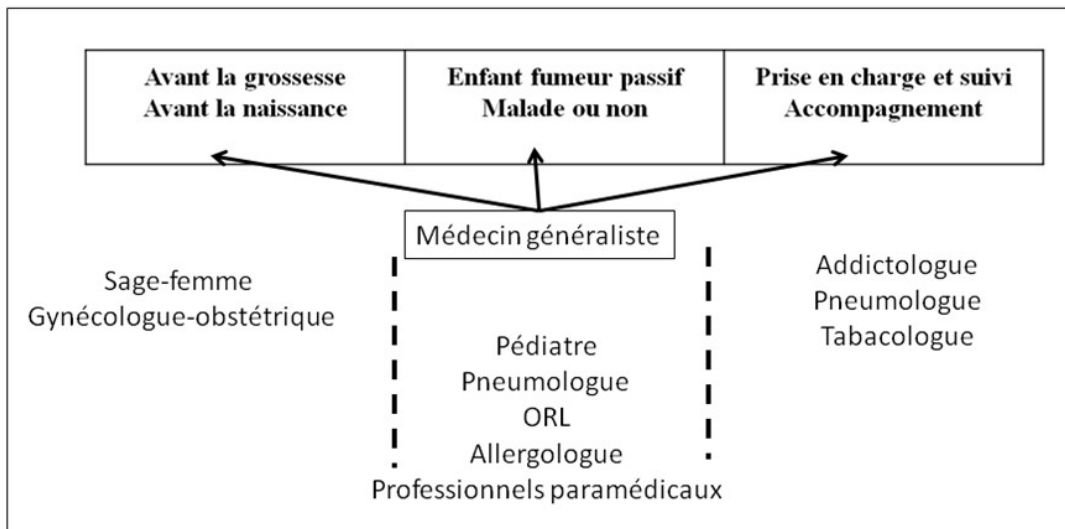 Avant la grossesse
Avant la naissance
Enfant fumeur passif
Malade ou non
Prise en charge et suivi
Accompagnement
Médecin généraliste
Sage-femme
Gynécologue-obstétrique
Pédiatre
Pneumologue
ORL
Allergologue
Professionnels paramédicaux
Addictologue
Pneumologue
Tabacologue